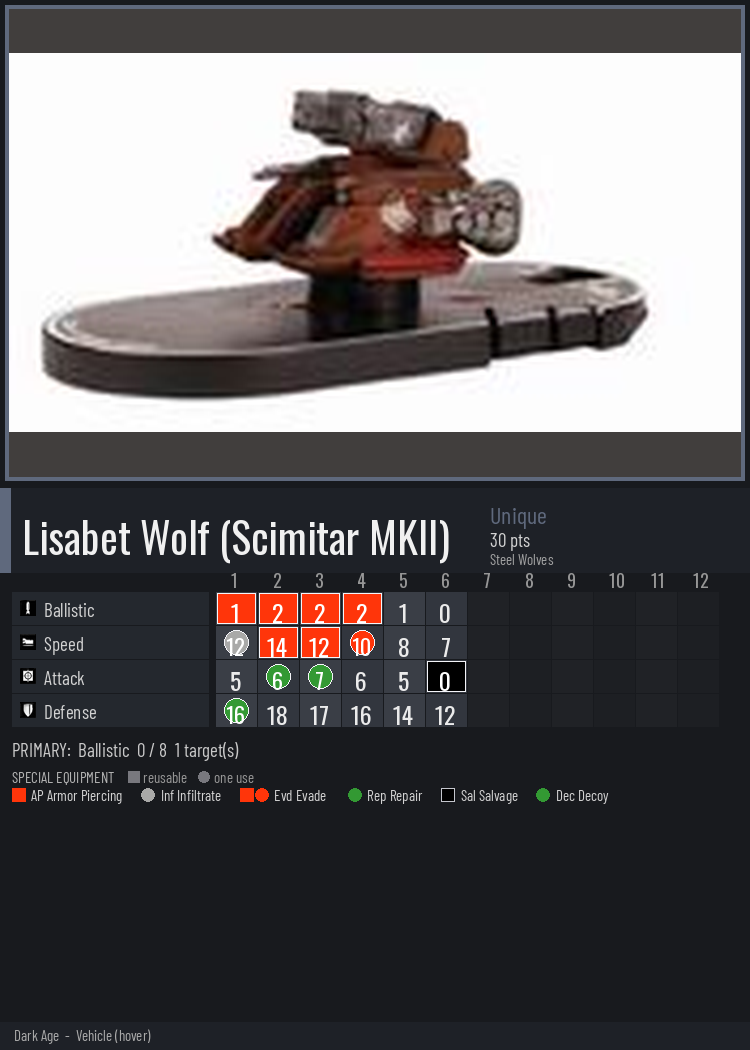 Lisabet Wolf (Scimitar MKII)
Unique
30 pts
Steel Wolves
1 2 3 4 5 6 7 8 9 10 11 12
Ballistic 1 2 2 2 1 0
Speed 12 14 12 10 8 7
Attack 5 6 7 6 5 0
Defense 16 18 17 16 14 12
PRIMARY: Ballistic 0 / 8 1 target(s)
SPECIAL EQUIPMENT reusable one use
AP Armor Piercing Inf Infiltrate Evd Evade Rep Repair Sal Salvage Dec Decoy
Dark Age - Vehicle (hover)